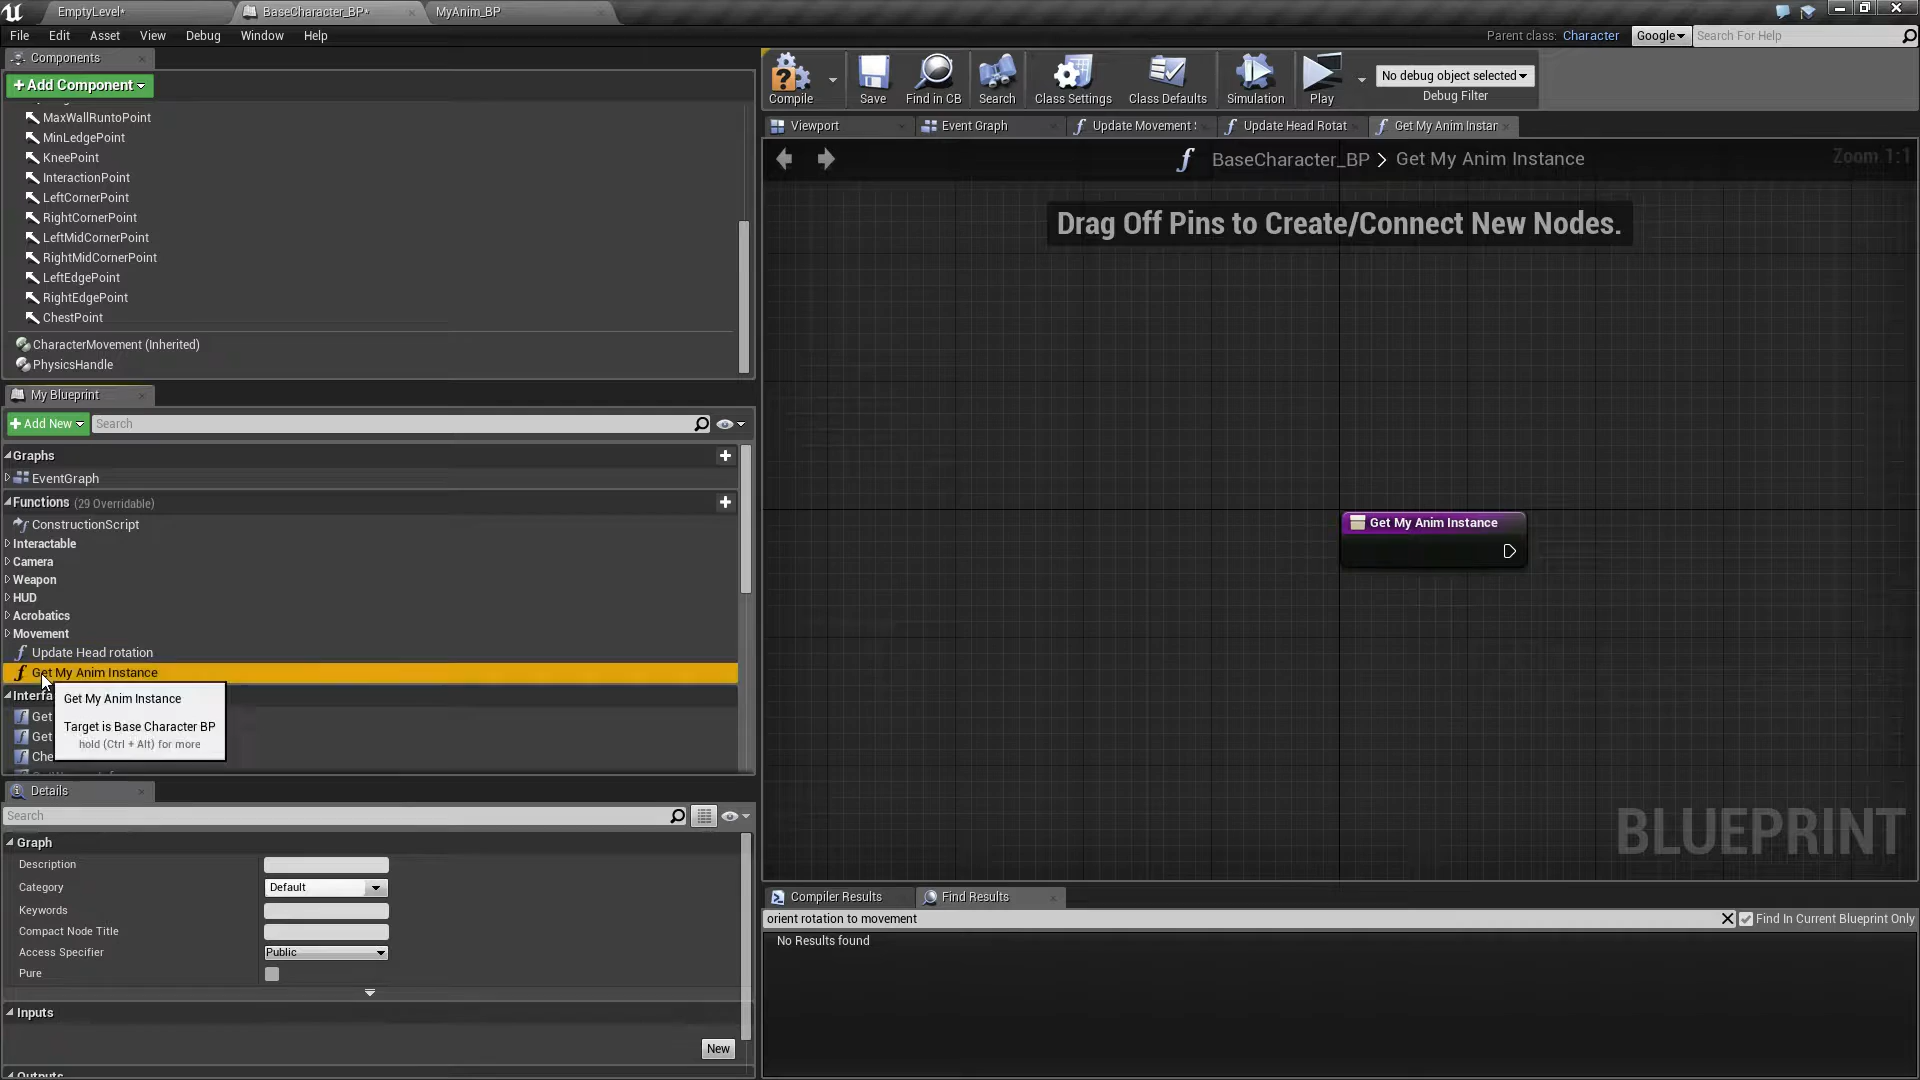 EmptyLevel*
BaseCharacter_BP*
MyAnim_BP
File Edit Asset View Debug Window Help
Parent class: Character
Google
Search For Help
Components
+ Add Component
MaxWallRuntoPoint
MinLedgePoint
KneePoint
InteractionPoint
LeftCornerPoint
RightCornerPoint
LeftMidCornerPoint
RightMidCornerPoint
LeftEdgePoint
RightEdgePoint
ChestPoint
CharacterMovement (Inherited)
PhysicsHandle
My Blueprint
+ Add New
Search
Graphs
EventGraph
Functions (29 Overridable)
ConstructionScript
Interactable
Camera
Weapon
HUD
Acrobatics
Movement
Update Head rotation
Get My Anim Instance
Interfa
Get
Get
Che
Get My Anim Instance
Target is Base Character BP
hold (Ctrl + Alt) for more
Details
Search
Graph
Description
Category Default
Keywords
Compact Node Title
Access Specifier Public
Pure
Inputs
New
Outputs
Compile Save Find in CB Search Class Settings Class Defaults Simulation Play
No debug object selected
Debug Filter
Viewport
Event Graph
Update Movement S
Update Head Rotat
Get My Anim Instar
BaseCharacter_BP > Get My Anim Instance
Zoom 1:1
Drag Off Pins to Create/Connect New Nodes.
Get My Anim Instance
BLUEPRINT
Compiler Results
Find Results
orient rotation to movement
Find In Current Blueprint Only
No Results found